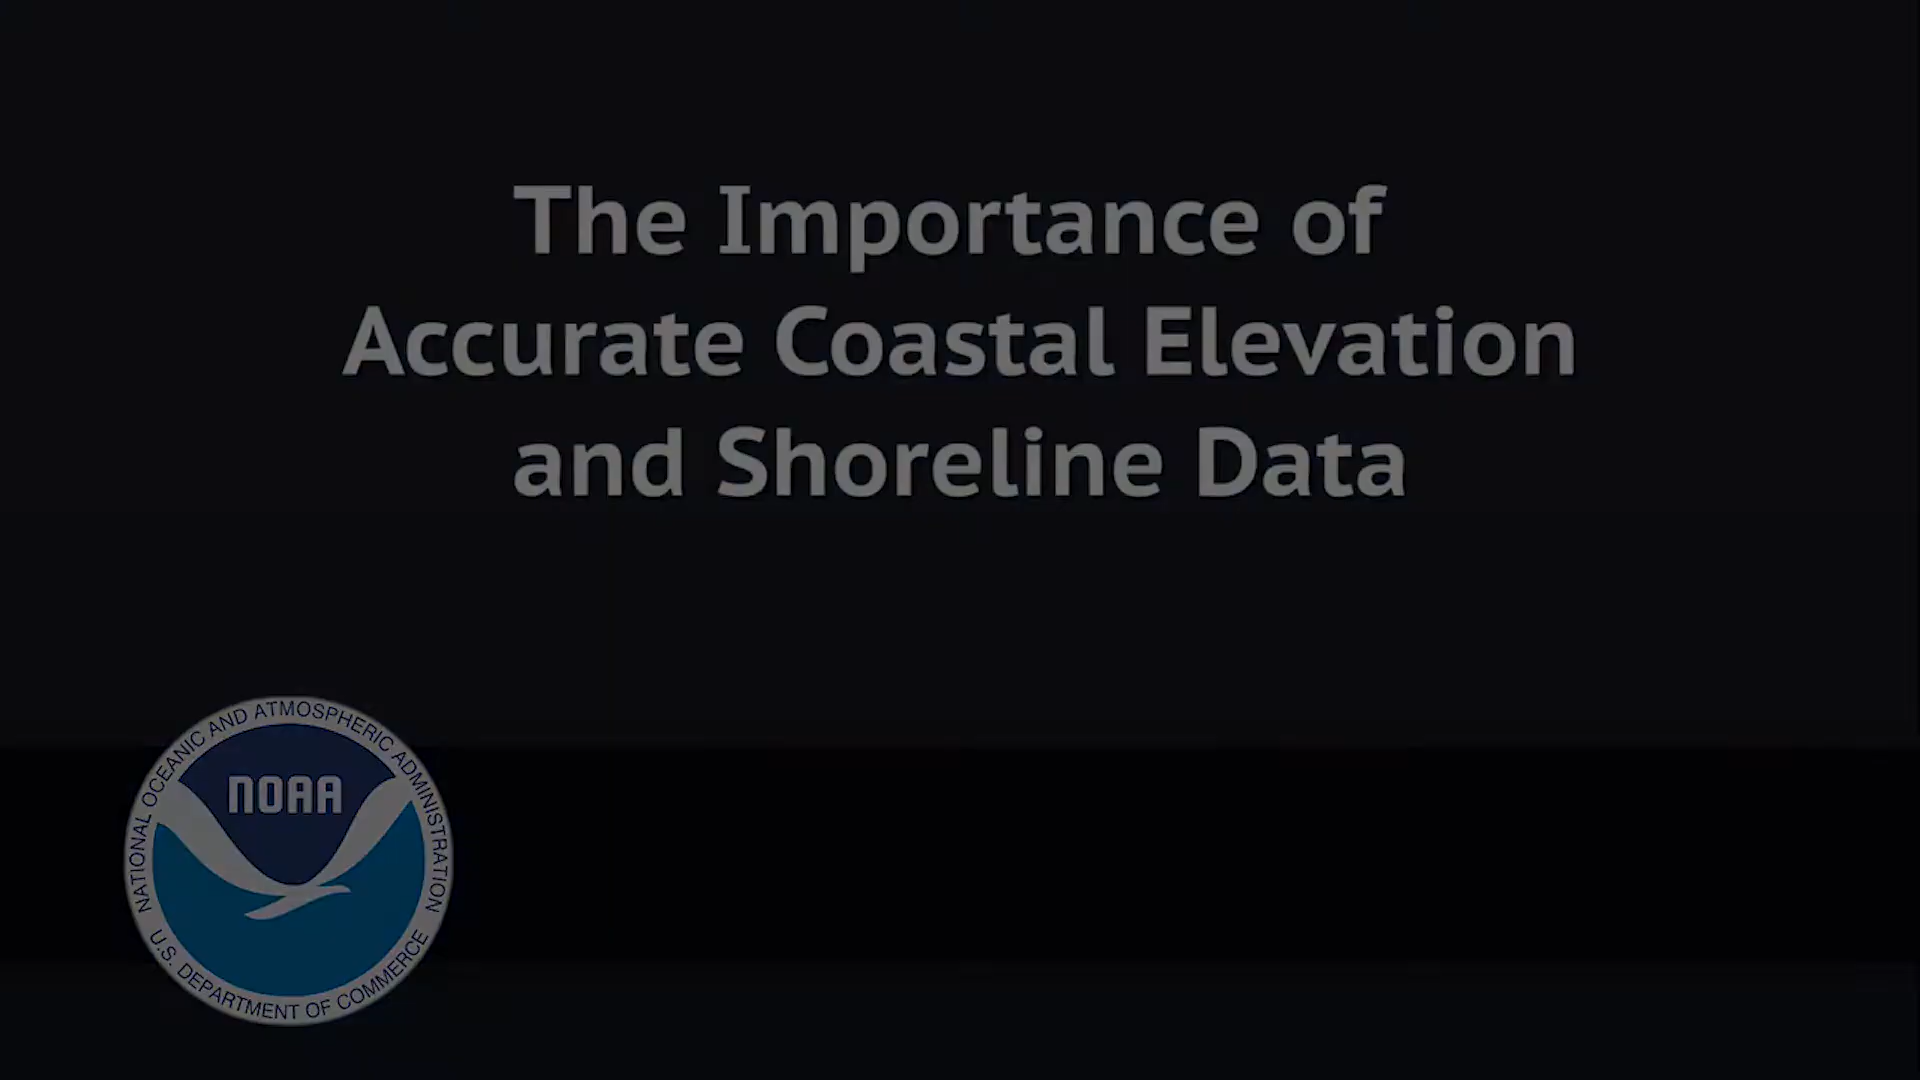 The Importance of
Accurate Coastal Elevation
and Shoreline Data
NATIONAL OCEANIC AND ATMOSPHERIC ADMINISTRATION
NOAA
U.S. DEPARTMENT OF COMMERCE